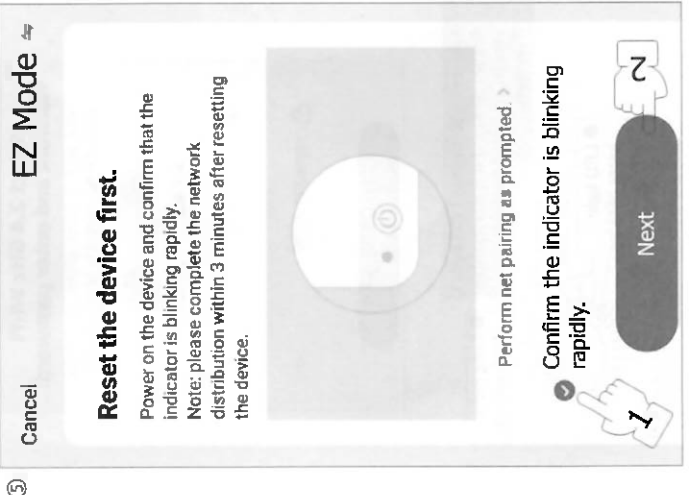 ⑤
Cancel EZ Mode ⇋
Reset the device first.
Power on the device and confirm that the
indicator is blinking rapidly.
Note: please complete the network
distribution within 3 minutes after resetting
the device.
Perform net pairing as prompted. >
Confirm the indicator is blinking
rapidly.
1
Next
2